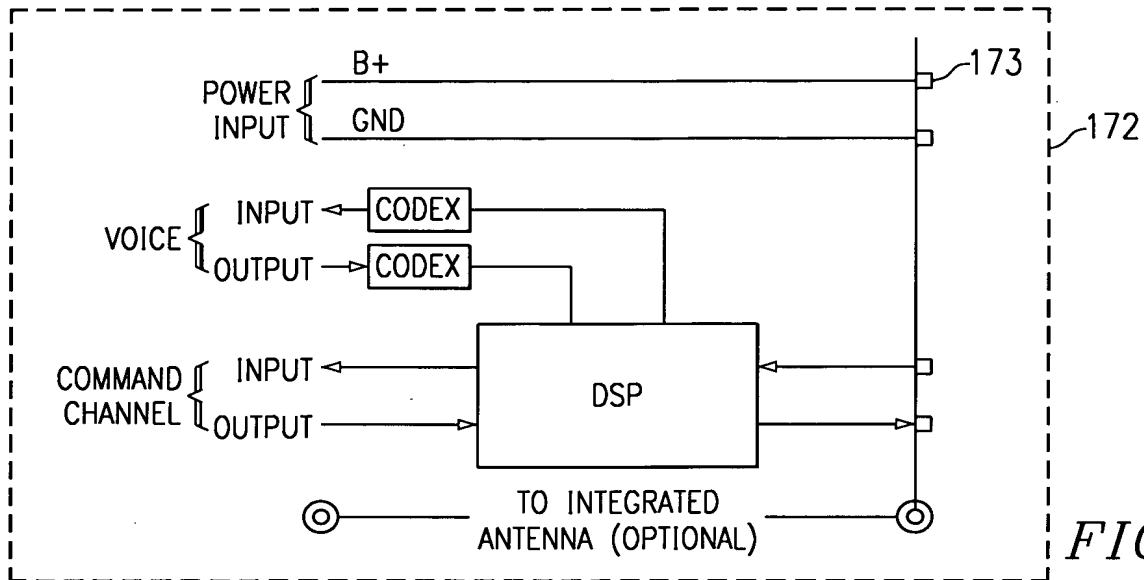 B+
173
POWER
INPUT
GND
172
INPUT
CODEX
VOICE
OUTPUT
CODEX
INPUT
COMMAND
CHANNEL
DSP
OUTPUT
TO INTEGRATED
ANTENNA (OPTIONAL)